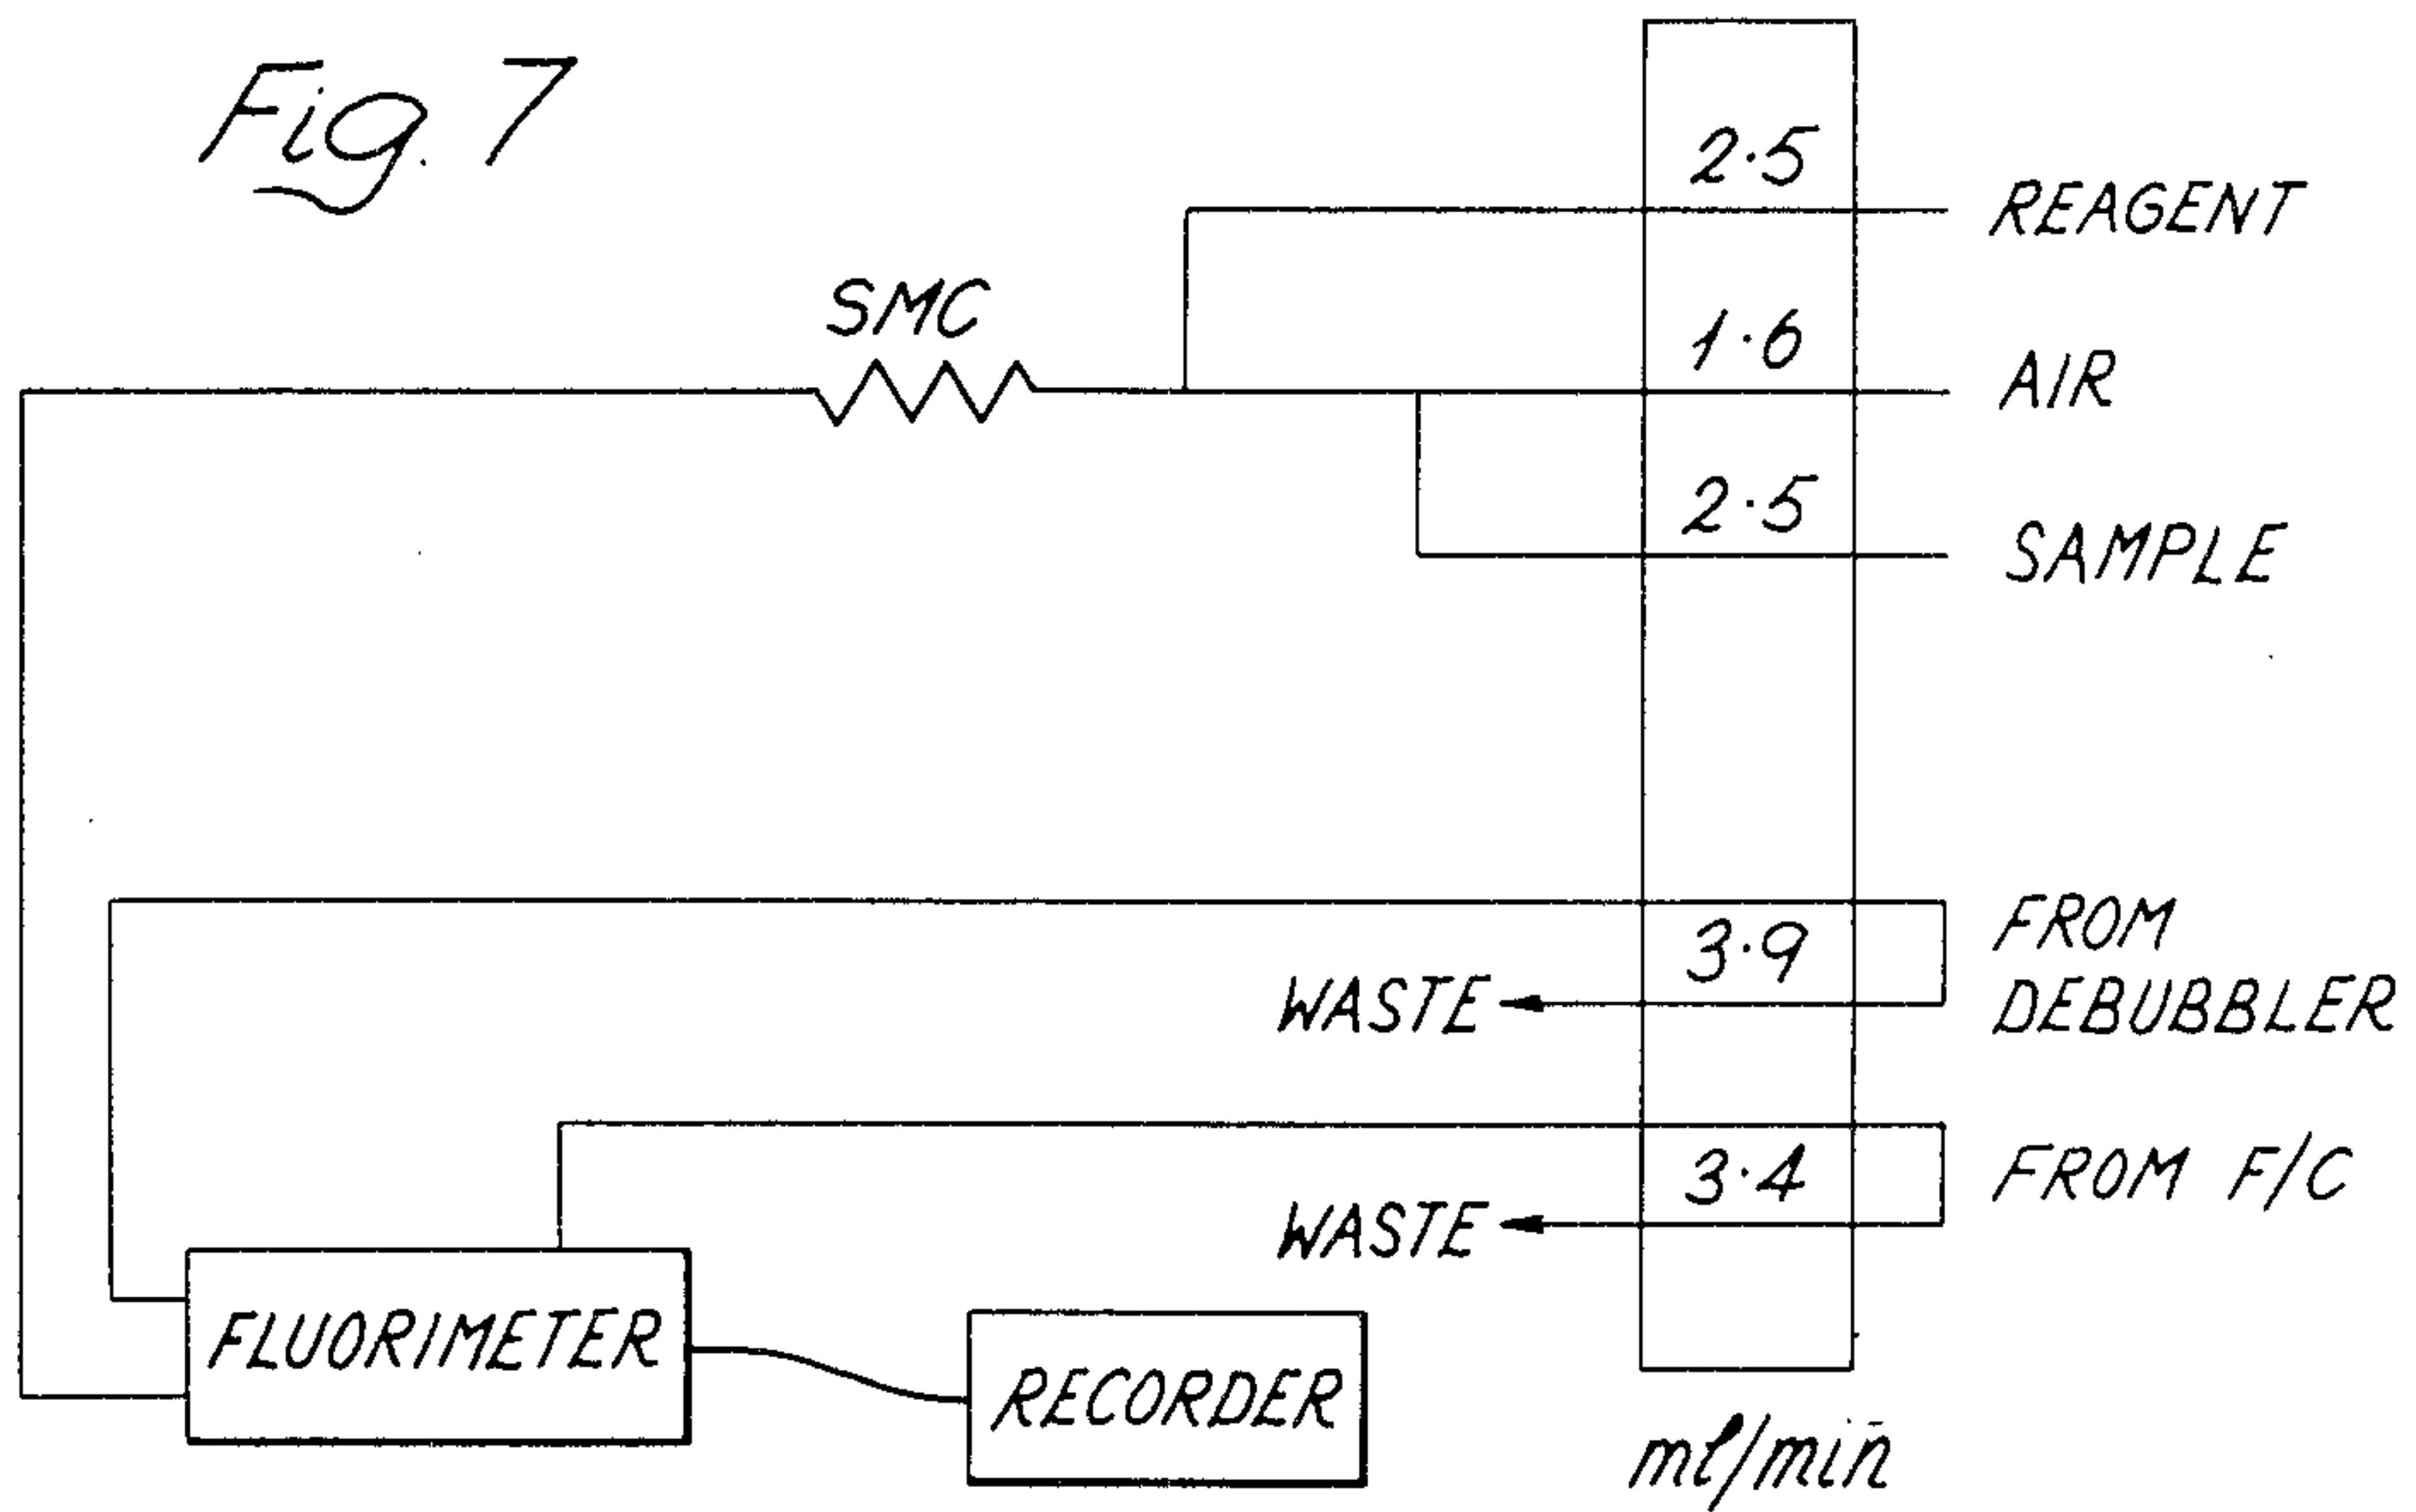 Fig. 7
2.5
REAGENT
SMC
1.6
AIR
2.5
SAMPLE
3.9
FROM
DEBUBBLER
WASTE
3.4
FROM F/C
WASTE
FLUORIMETER
RECORDER
ml/min